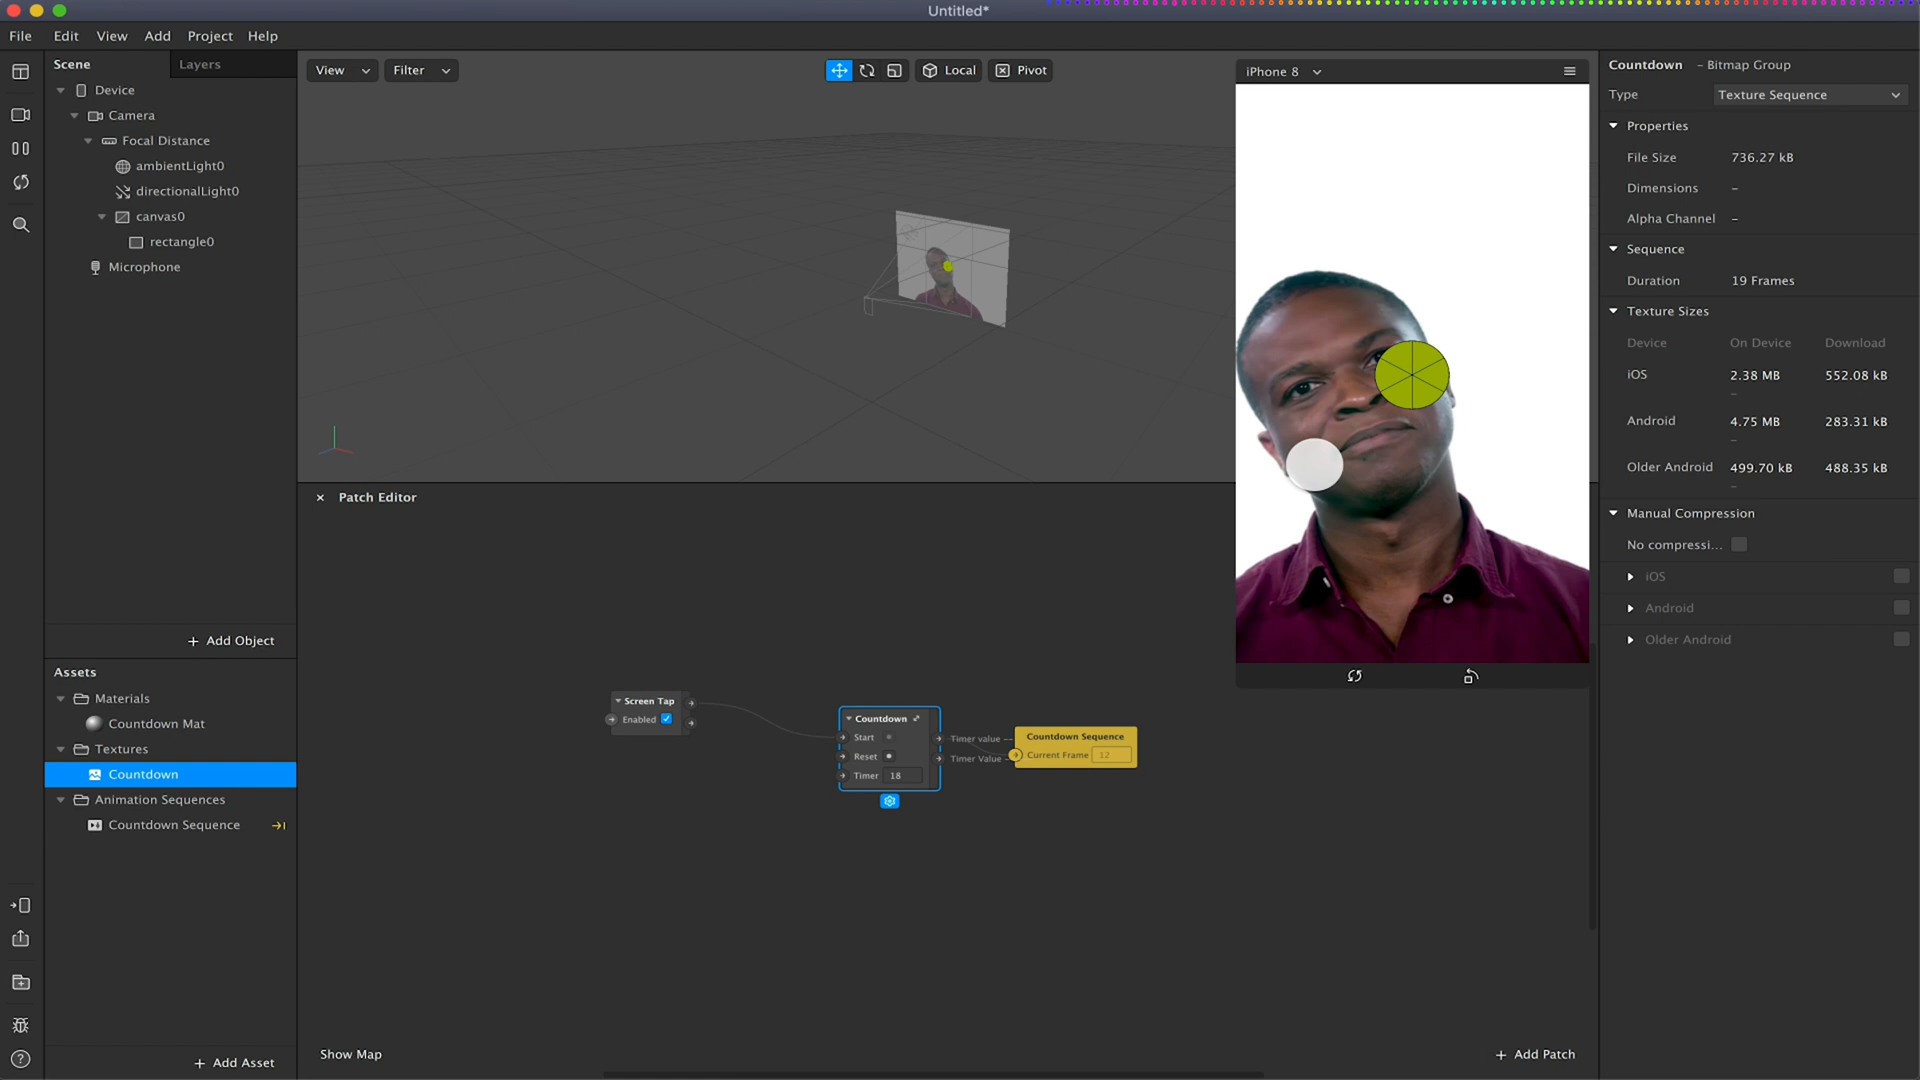 Untitled*
File Edit View Add Project Help
Scene Layers
Device
Camera
Focal Distance
ambientLight0
directionalLight0
canvas0
rectangle0
Microphone
+ Add Object
Assets
Materials
Countdown Mat
Textures
Countdown
Animation Sequences
Countdown Sequence
+ Add Asset
View Filter Local Pivot
iPhone 8
Patch Editor
Screen Tap
Enabled
Countdown
Start
Reset
Timer 18
Timer value
Timer Value
Countdown Sequence
Current Frame 12
Show Map
+ Add Patch
Countdown – Bitmap Group
Type Texture Sequence
Properties
File Size 736.27 kB
Dimensions –
Alpha Channel –
Sequence
Duration 19 Frames
Texture Sizes
Device On Device Download
iOS 2.38 MB 552.08 kB
–
Android 4.75 MB 283.31 kB
–
Older Android 499.70 kB 488.35 kB
–
Manual Compression
No compressi...
iOS
Android
Older Android